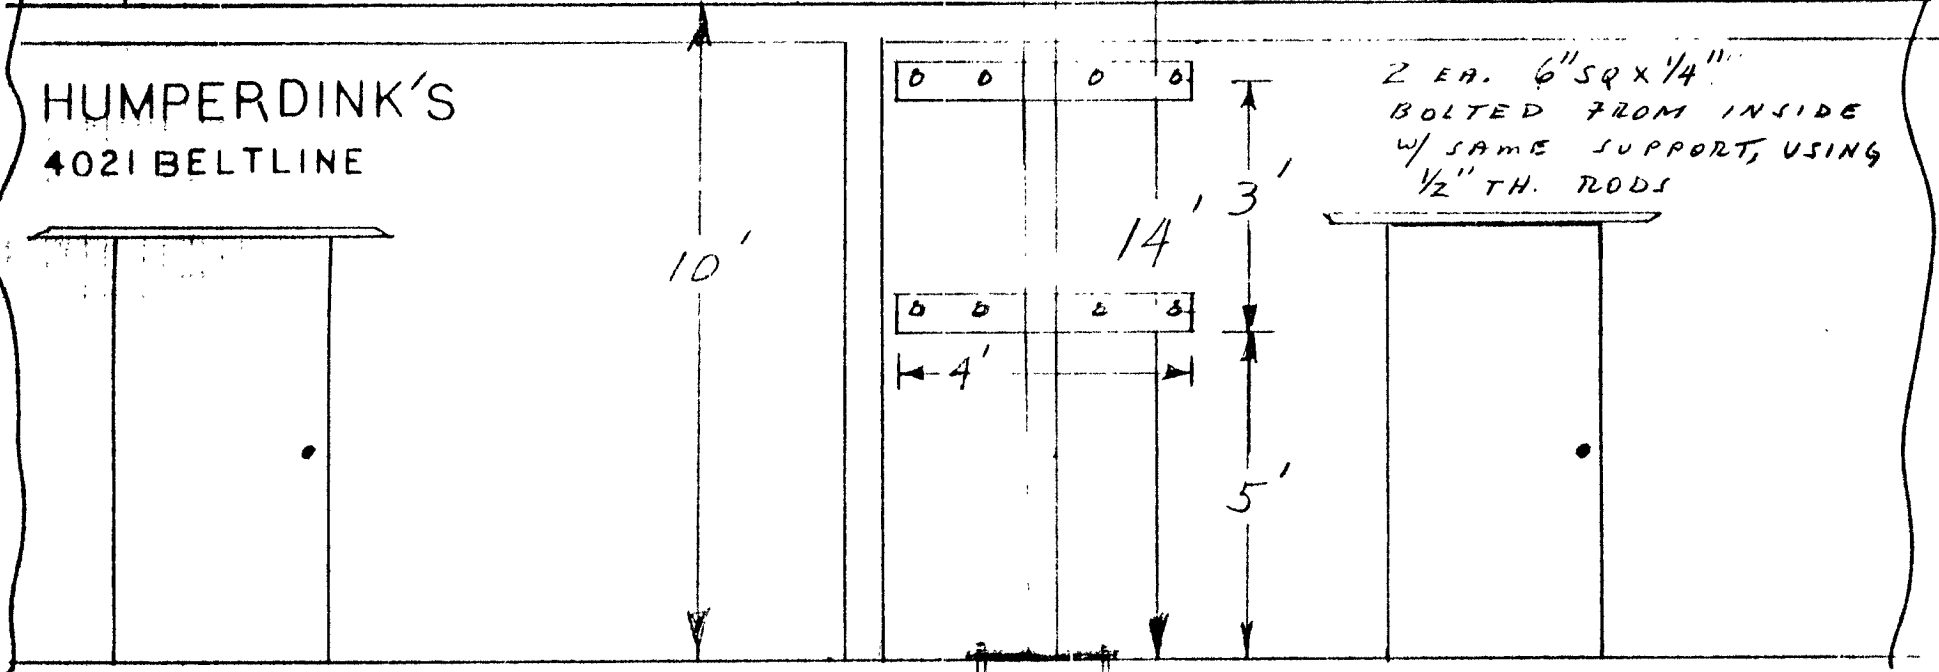 HUMPERDINK'S
4021 BELTLINE
2 EA. 6" SQ X 1/4"
BOLTED FROM INSIDE
W/ SAME SUPPORT, USING
1/2" TH. RODS
10'
14'
3'
4'
5'